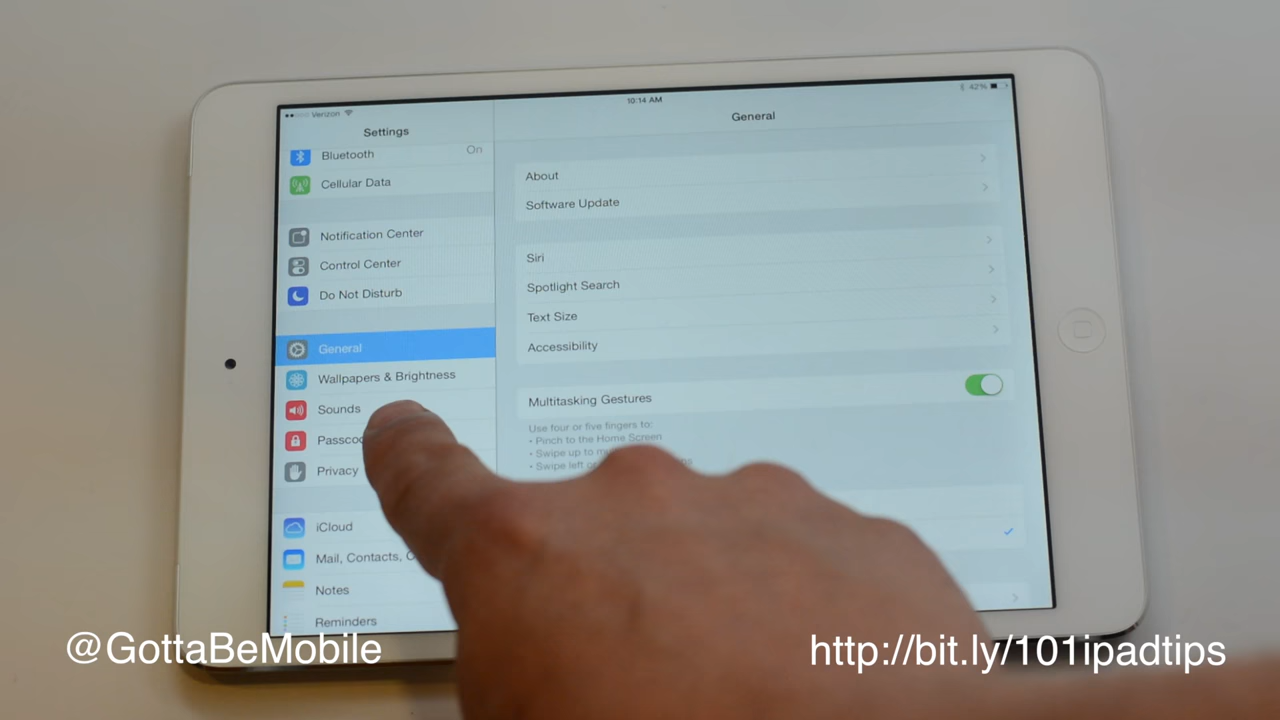 Verizon
10:14 AM
42%
Settings
General
Bluetooth
On
Cellular Data
Notification Center
Control Center
Do Not Disturb
General
Wallpapers & Brightness
Sounds
Privacy
iCloud
Mail, Contacts,
Notes
Reminders
About
Software Update
Siri
Spotlight Search
Text Size
Accessibility
Multitasking Gestures
Use four or five fingers to:
• Pinch to the Home Screen
• Swipe up to
• Swipe left or
@GottaBeMobile
http://bit.ly/101ipadtips